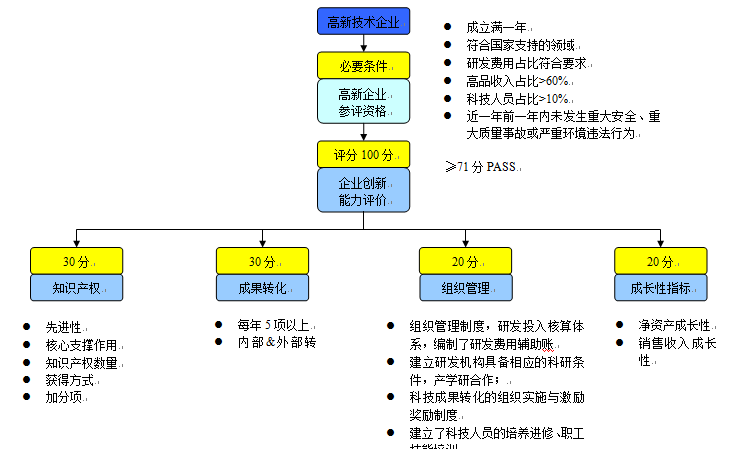 高新技术企业
必要条件
高新企业
参评资格
● 成立满一年
● 符合国家支持的领域
● 研发费用占比符合要求
● 高品收入占比>60%
● 科技人员占比>10%
● 近一年前一年内未发生重大安全、重
大质量事故或严重环境违法行为
评分 100 分
企业创新
能力评价
≥71 分 PASS
30 分
知识产权
● 先进性
● 核心支撑作用
● 知识产权数量
● 获得方式
● 加分项
30 分
成果转化
● 每年 5 项以上
● 内部&外部转
20 分
组织管理
● 组织管理制度，研发投入核算体
系，编制了研发费用辅助账
● 建立研发机构具备相应的科研条
件，产学研合作；
● 科技成果转化的组织实施与激励
奖励制度
● 建立了科技人员的培养进修、职工
20 分
成长性指标
● 净资产成长性
● 销售收入成长
性